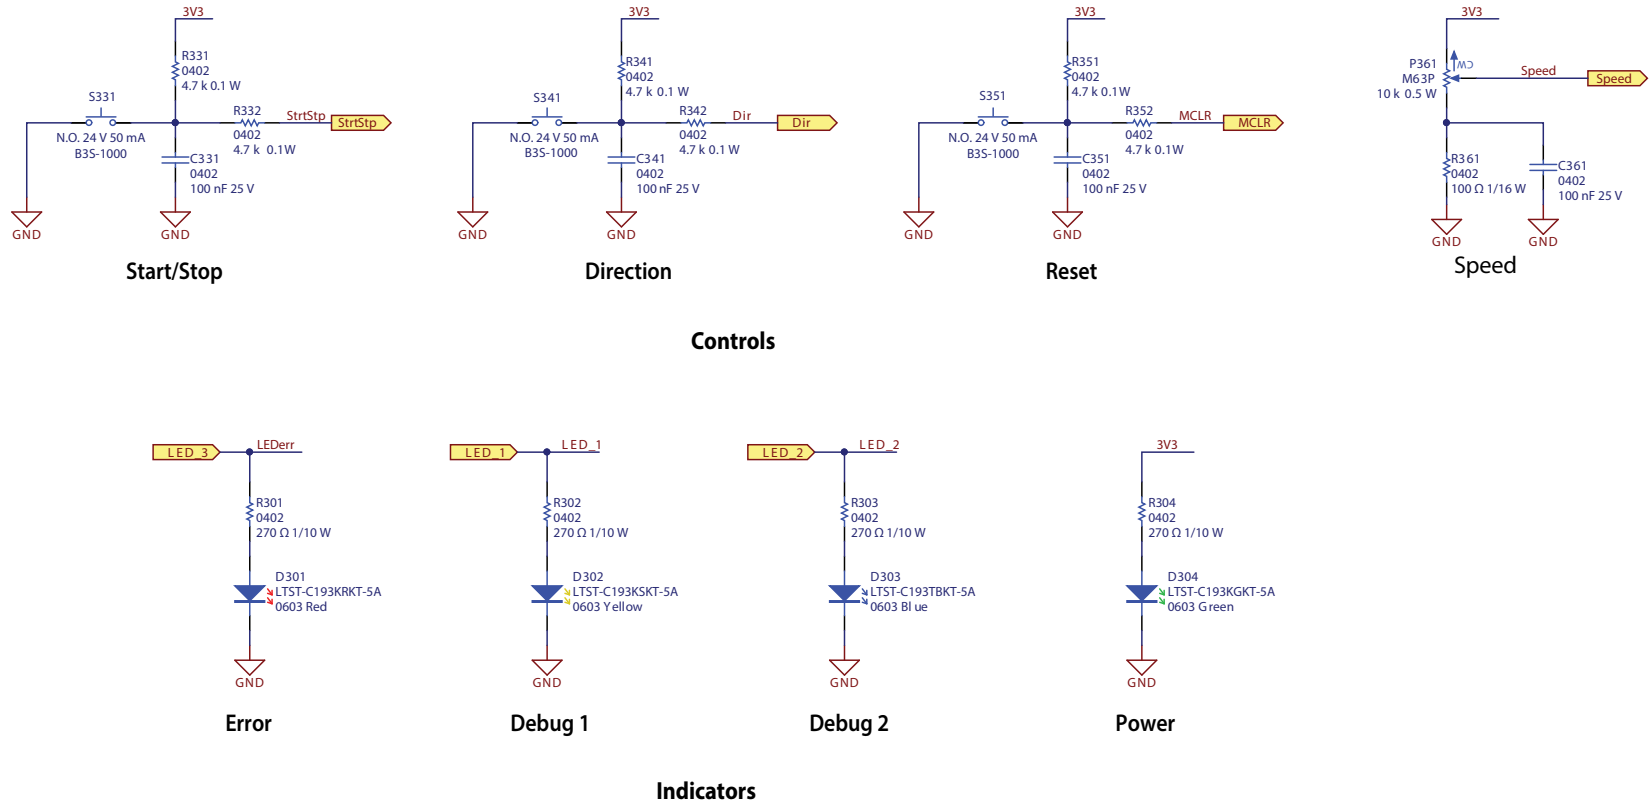 3V3
R331
0402
4.7 k 0.1 W
S331
N.O. 24 V 50 mA
B3S-1000
R332
0402
4.7 k 0.1W
StrtStp
StrtStp
C331
0402
100 nF 25 V
GND
GND
Start/Stop
3V3
R341
0402
4.7 k 0.1 W
S341
N.O. 24 V 50 mA
B3S-1000
R342
0402
4.7 k 0.1 W
Dir
Dir
C341
0402
100 nF 25 V
GND
GND
Direction
3V3
R351
0402
4.7 k 0.1W
S351
N.O. 24 V 50 mA
B3S-1000
R352
0402
4.7 k 0.1 W
MCLR
MCLR
C351
0402
100 nF 25 V
GND
GND
Reset
3V3
P361
M63P
10 k 0.5 W
CW
Speed
Speed
R361
0402
100 Ω 1/16 W
C361
0402
100 nF 25 V
GND
GND
Speed
Controls
LED_3
LEDerr
R301
0402
270 Ω 1/10 W
D301
LTST-C193KRKT-5A
0603 Red
GND
Error
LED_1
LED_1
R302
0402
270 Ω 1/10 W
D302
LTST-C193KSKT-5A
0603 Yellow
GND
Debug 1
LED_2
LED_2
R303
0402
270 Ω 1/10 W
D303
LTST-C193TBKT-5A
0603 Blue
GND
Debug 2
3V3
R304
0402
270 Ω 1/10 W
D304
LTST-C193KGKT-5A
0603 Green
GND
Power
Indicators